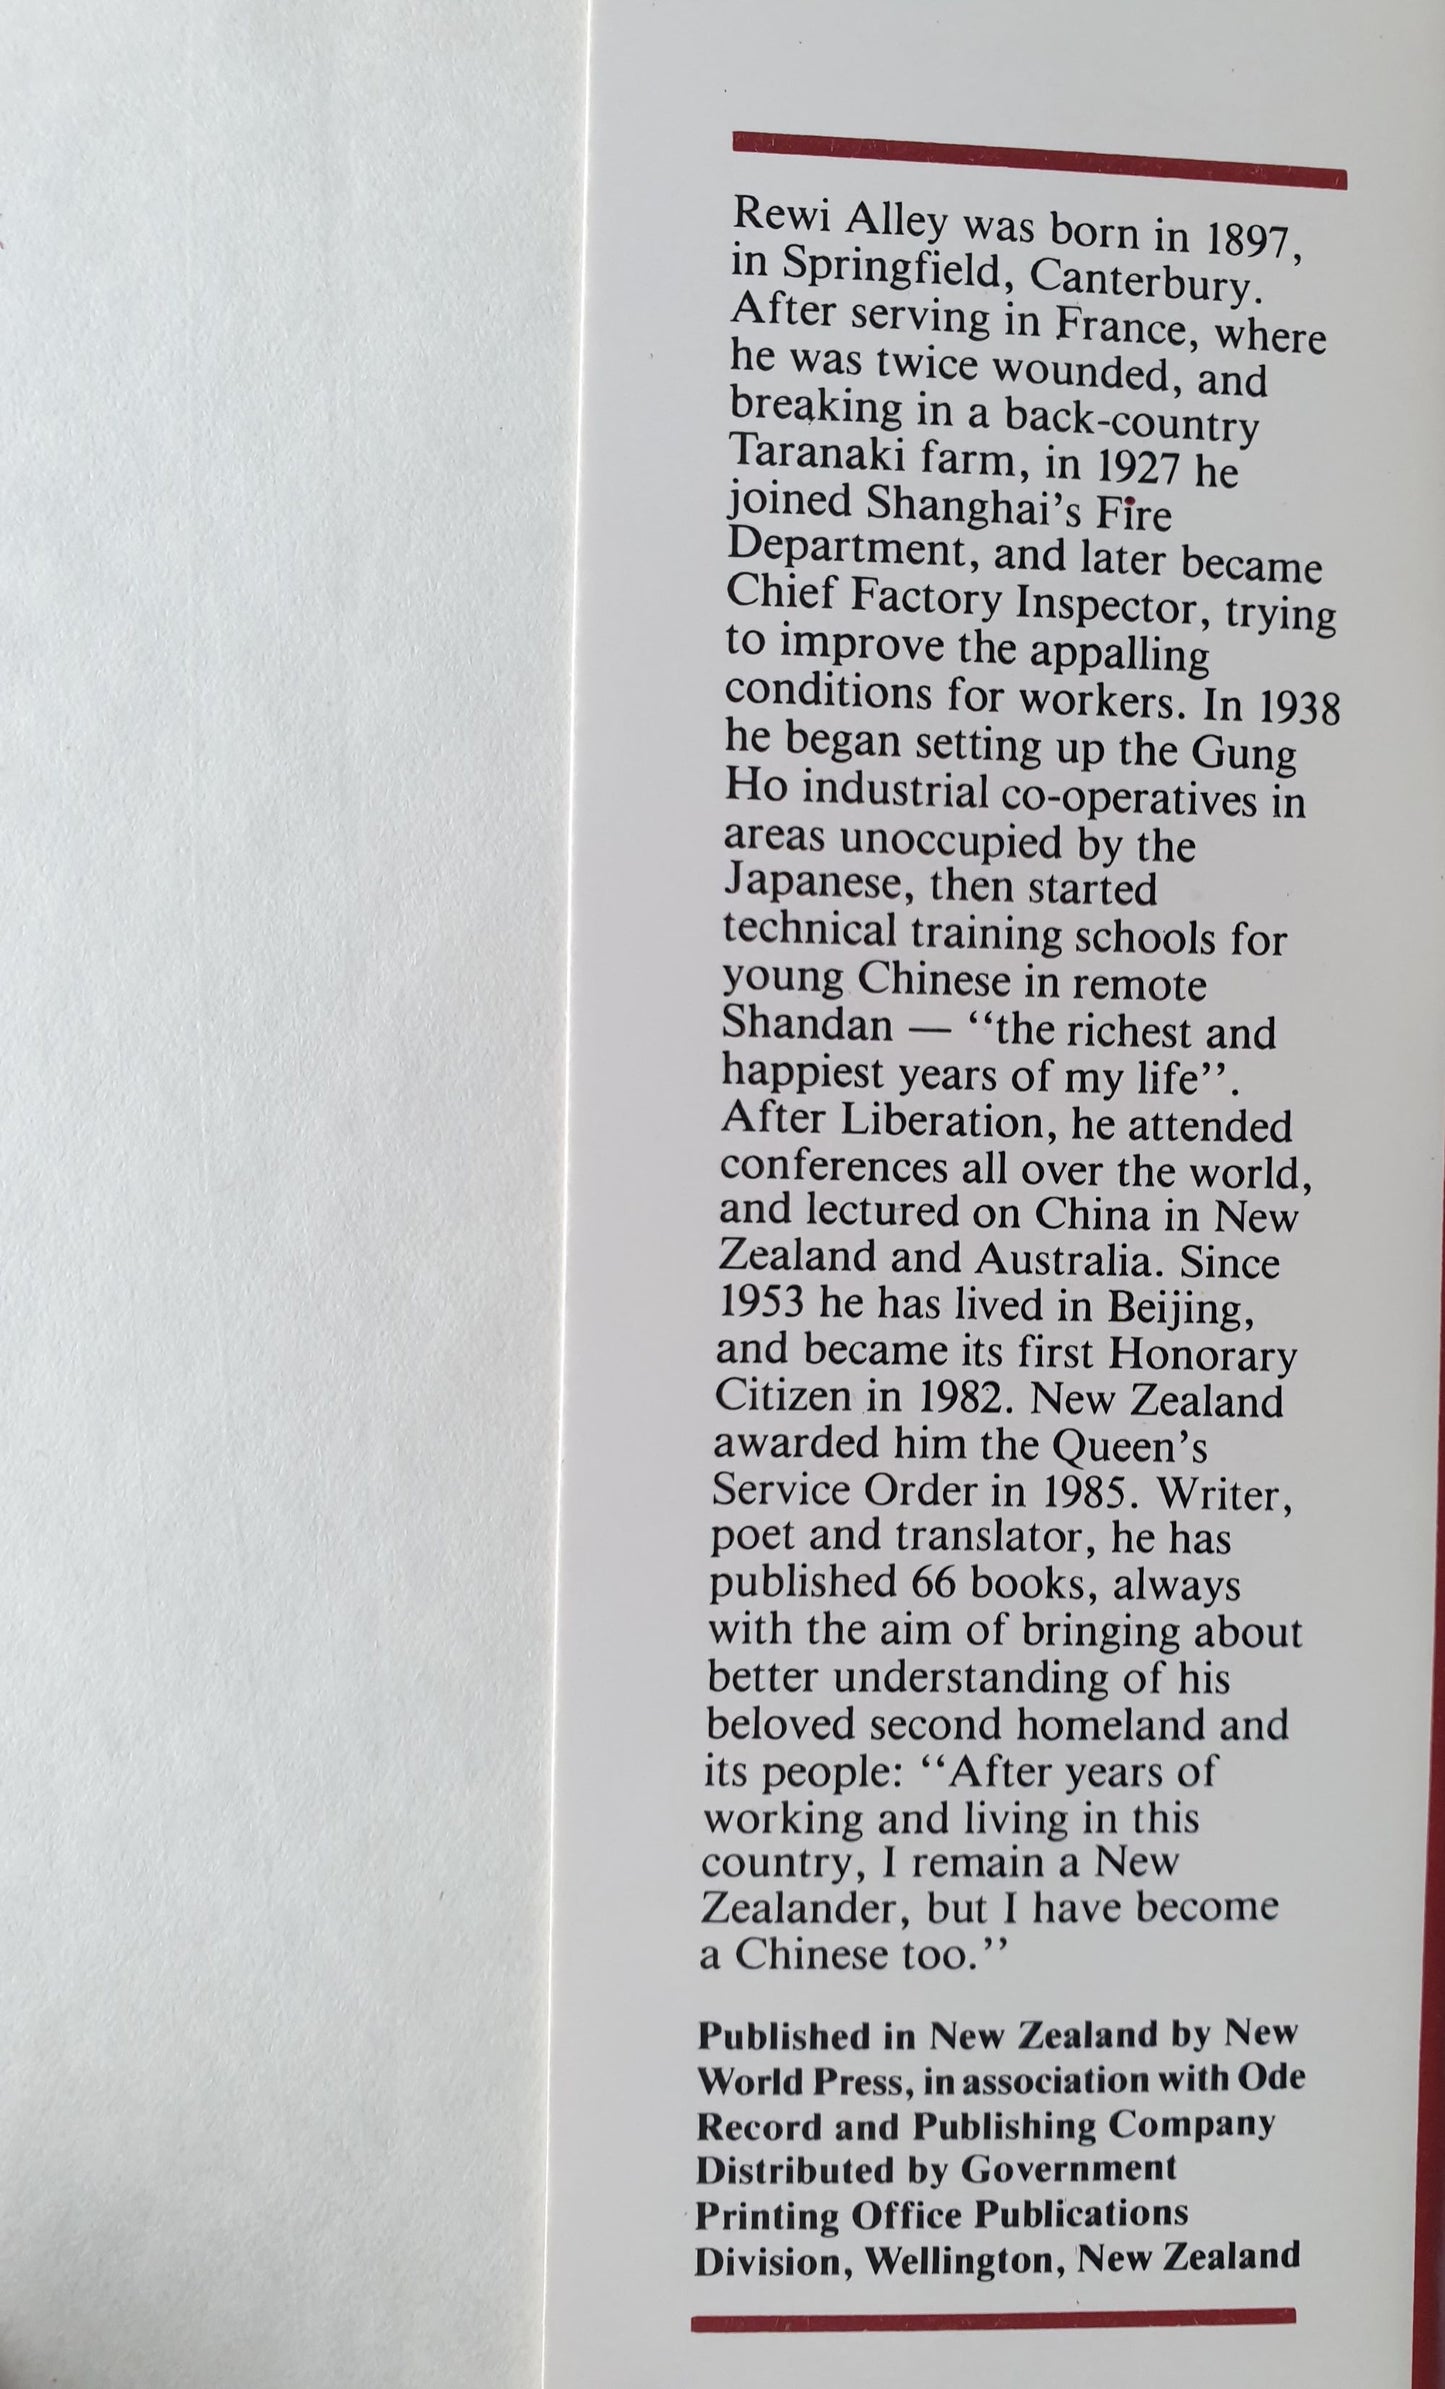 Rewi Alley was born in 1897,
in Springfield, Canterbury.
After serving in France, where
he was twice wounded, and
breaking in a back-country
Taranaki farm, in 1927 he
joined Shanghai's Fire
Department, and later became
Chief Factory Inspector, trying
to improve the appalling
conditions for workers. In 1938
he began setting up the Gung
Ho industrial co-operatives in
areas unoccupied by the
Japanese, then started
technical training schools for
young Chinese in remote
Shandan — ‘‘the richest and
happiest years of my life’’.
After Liberation, he attended
conferences all over the world,
and lectured on China in New
Zealand and Australia. Since
1953 he has lived in Beijing,
and became its first Honorary
Citizen in 1982. New Zealand
awarded him the Queen's
Service Order in 1985. Writer,
poet and translator, he has
published 66 books, always
with the aim of bringing about
better understanding of his
beloved second homeland and
its people: ‘‘After years of
working and living in this
country, I remain a New
Zealander, but I have become
a Chinese too.’’
Published in New Zealand by New
World Press, in association with Ode
Record and Publishing Company
Distributed by Government
Printing Office Publications
Division, Wellington, New Zealand